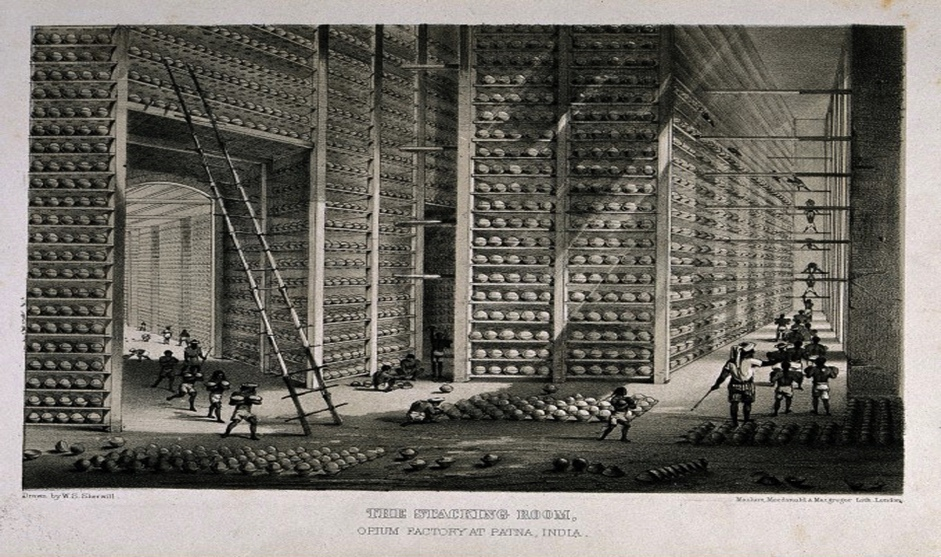 Drawn by W. S. Sherwill
Maclure, Macdonald & Macgregor Lith. London.
THE STACKING ROOM,
OPIUM FACTORY AT PATNA, INDIA.